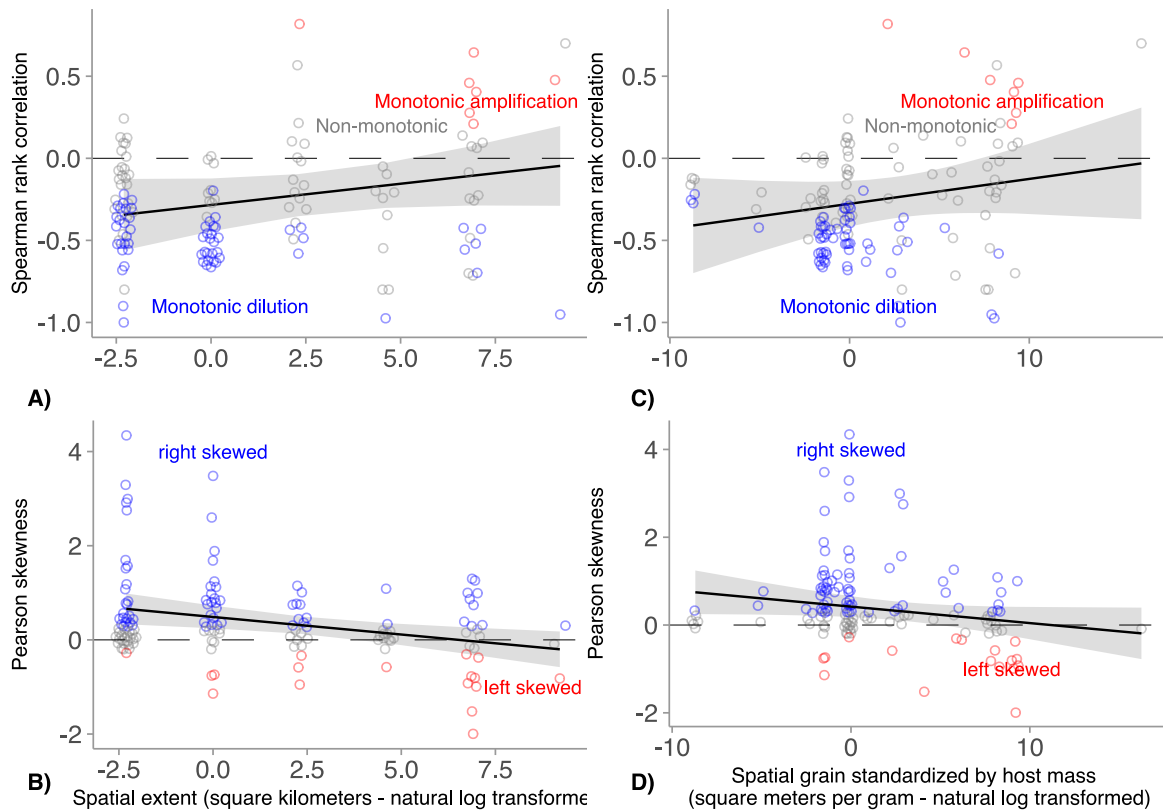 Spearman rank correlation
0.5
0.0
-0.5
-1.0
Monotonic amplification
Non-monotonic
Monotonic dilution
-2.5
0.0
2.5
5.0
7.5
A)
Spearman rank correlation
0.5
0.0
-0.5
-1.0
Monotonic amplification
Non-monotonic
Monotonic dilution
-10
0
10
C)
Pearson skewness
4
2
0
-2
right skewed
left skewed
-2.5
0.0
2.5
5.0
7.5
B)
Spatial extent (square kilometers - natural log transforme
Pearson skewness
4
2
0
-2
right skewed
left skewed
-10
0
10
D)
Spatial grain standardized by host mass
(square meters per gram - natural log transformed)